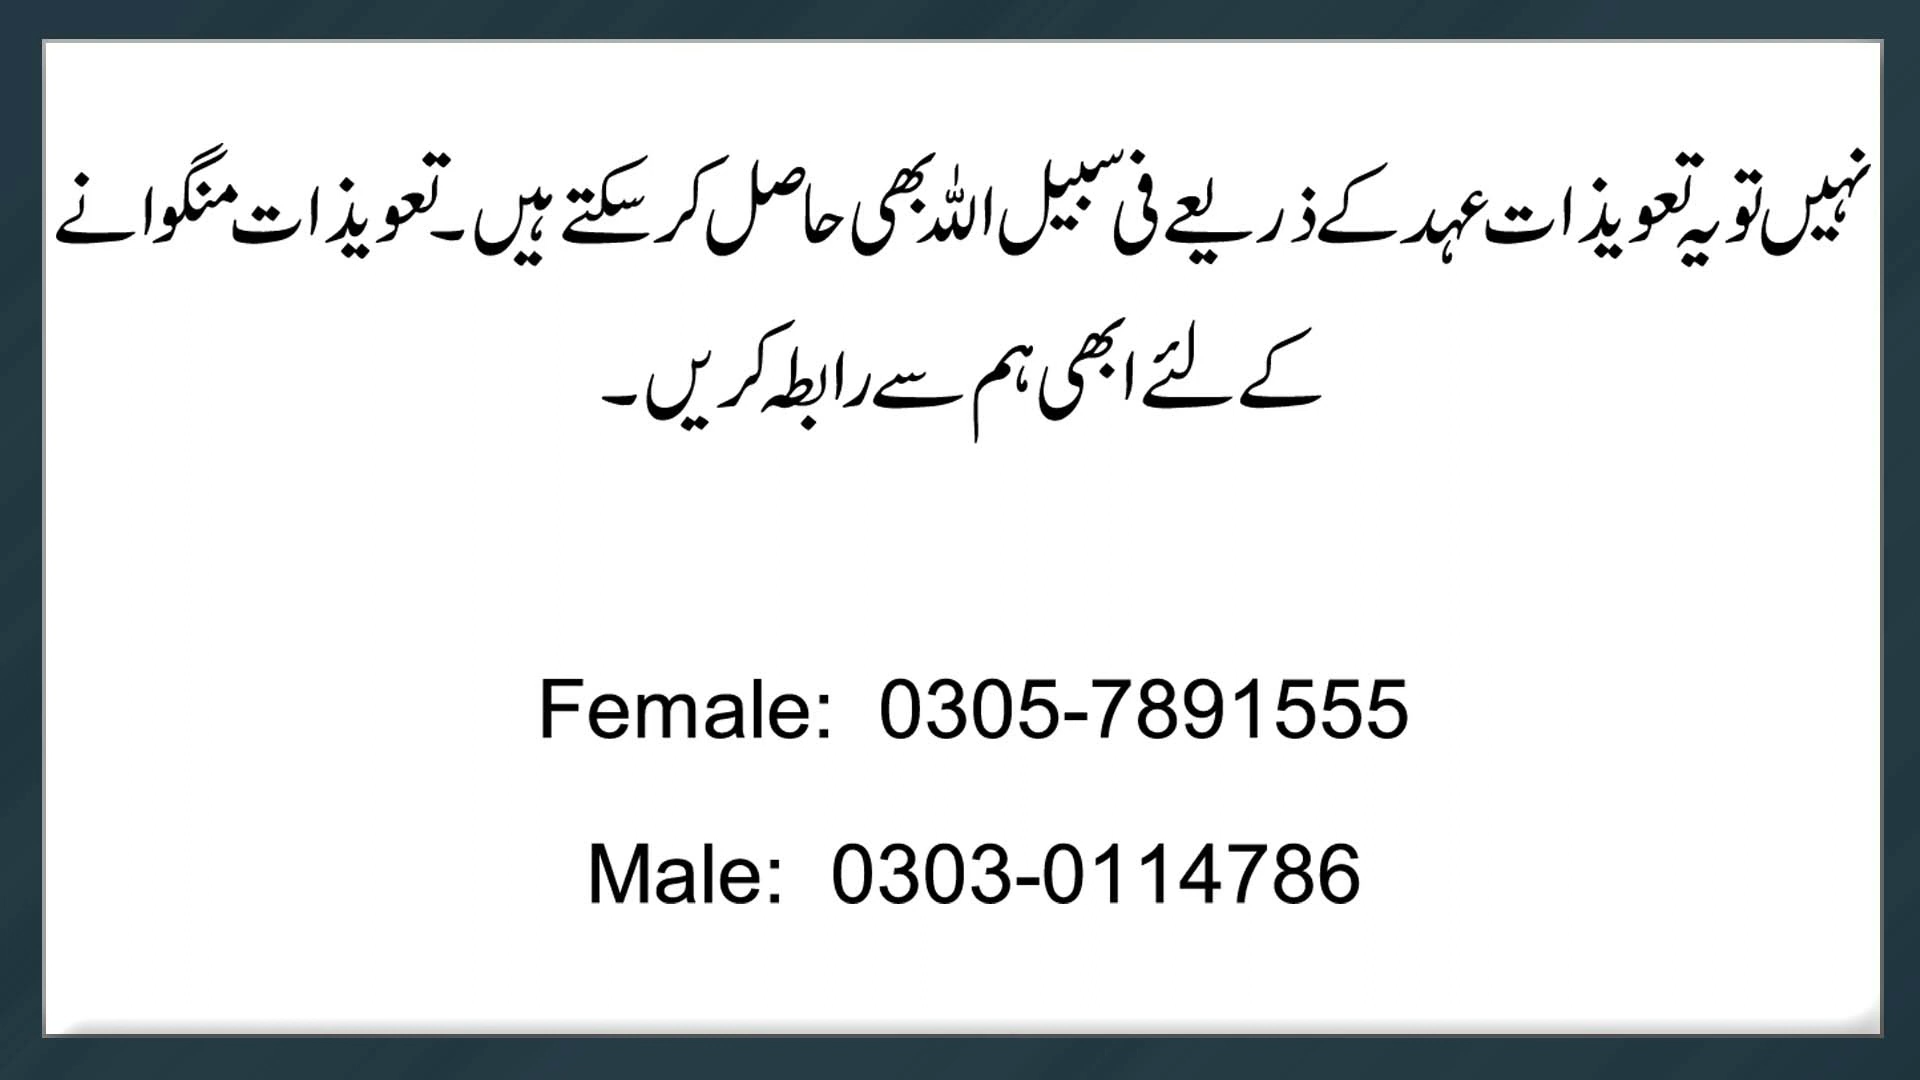 نہیں تو یہ تعویذات عہد کے ذریعے فی سبیل اللہ بھی حاصل کر سکتے ہیں۔ تعویذات منگوانے
کے لئے ابھی ہم سے رابطہ کریں۔
Female: 0305-7891555
Male: 0303-0114786